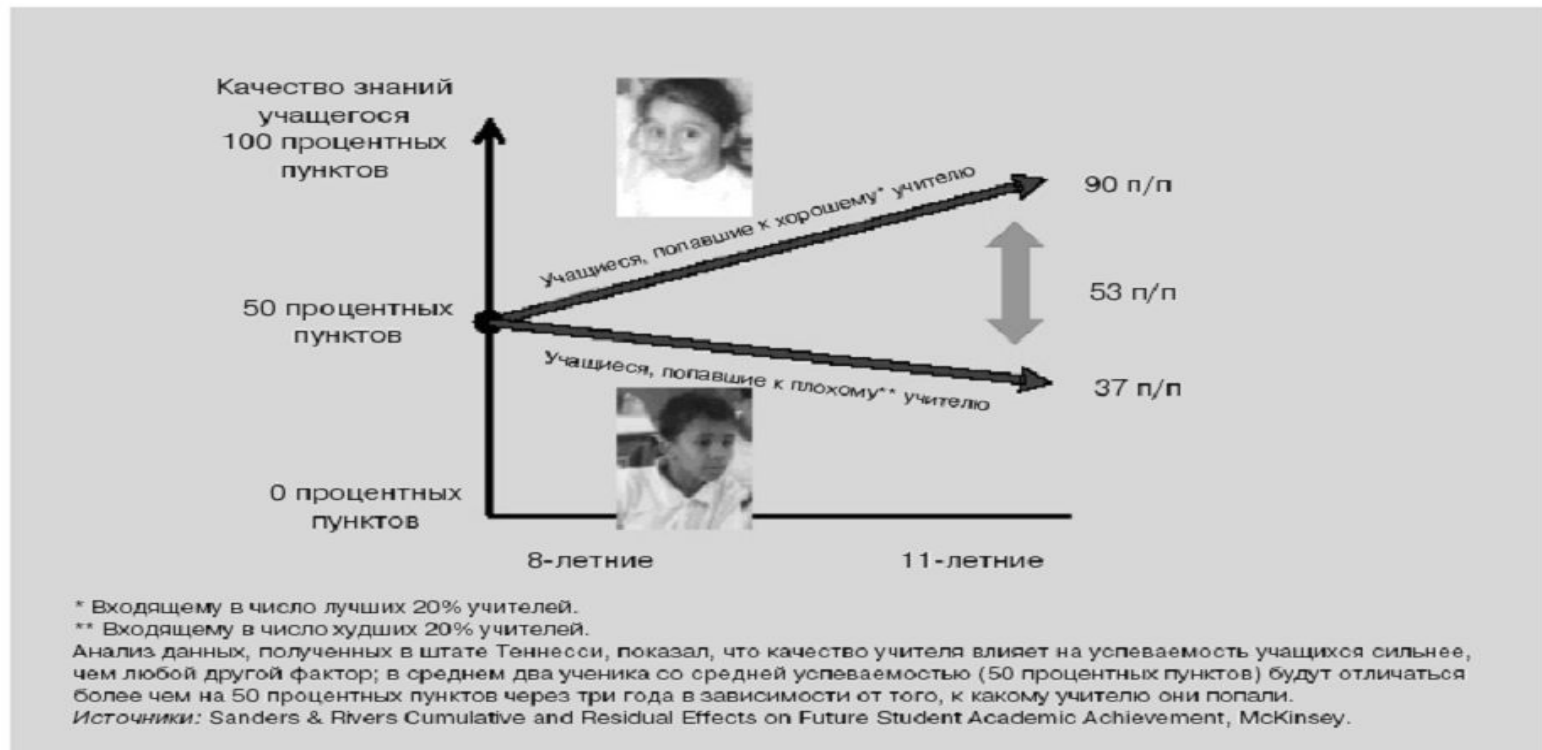 Качество знаний
учащегося
100 процентных
пунктов
Учащиеся, попавшие к хорошему* учителю
90 п/п
50 процентных
пунктов
53 п/п
Учащиеся, попавшие к плохому** учителю
37 п/п
0 процентных
пунктов
8-летние
11-летние
* Входящему в число лучших 20% учителей.
** Входящему в число худших 20% учителей.
Анализ данных, полученных в штате Теннесси, показал, что качество учителя влияет на успеваемость учащихся сильнее,
чем любой другой фактор; в среднем два ученика со средней успеваемостью (50 процентных пунктов) будут отличаться
более чем на 50 процентных пунктов через три года в зависимости от того, к какому учителю они попали.
Источники: Sanders & Rivers Cumulative and Residual Effects on Future Student Academic Achievement, McKinsey.